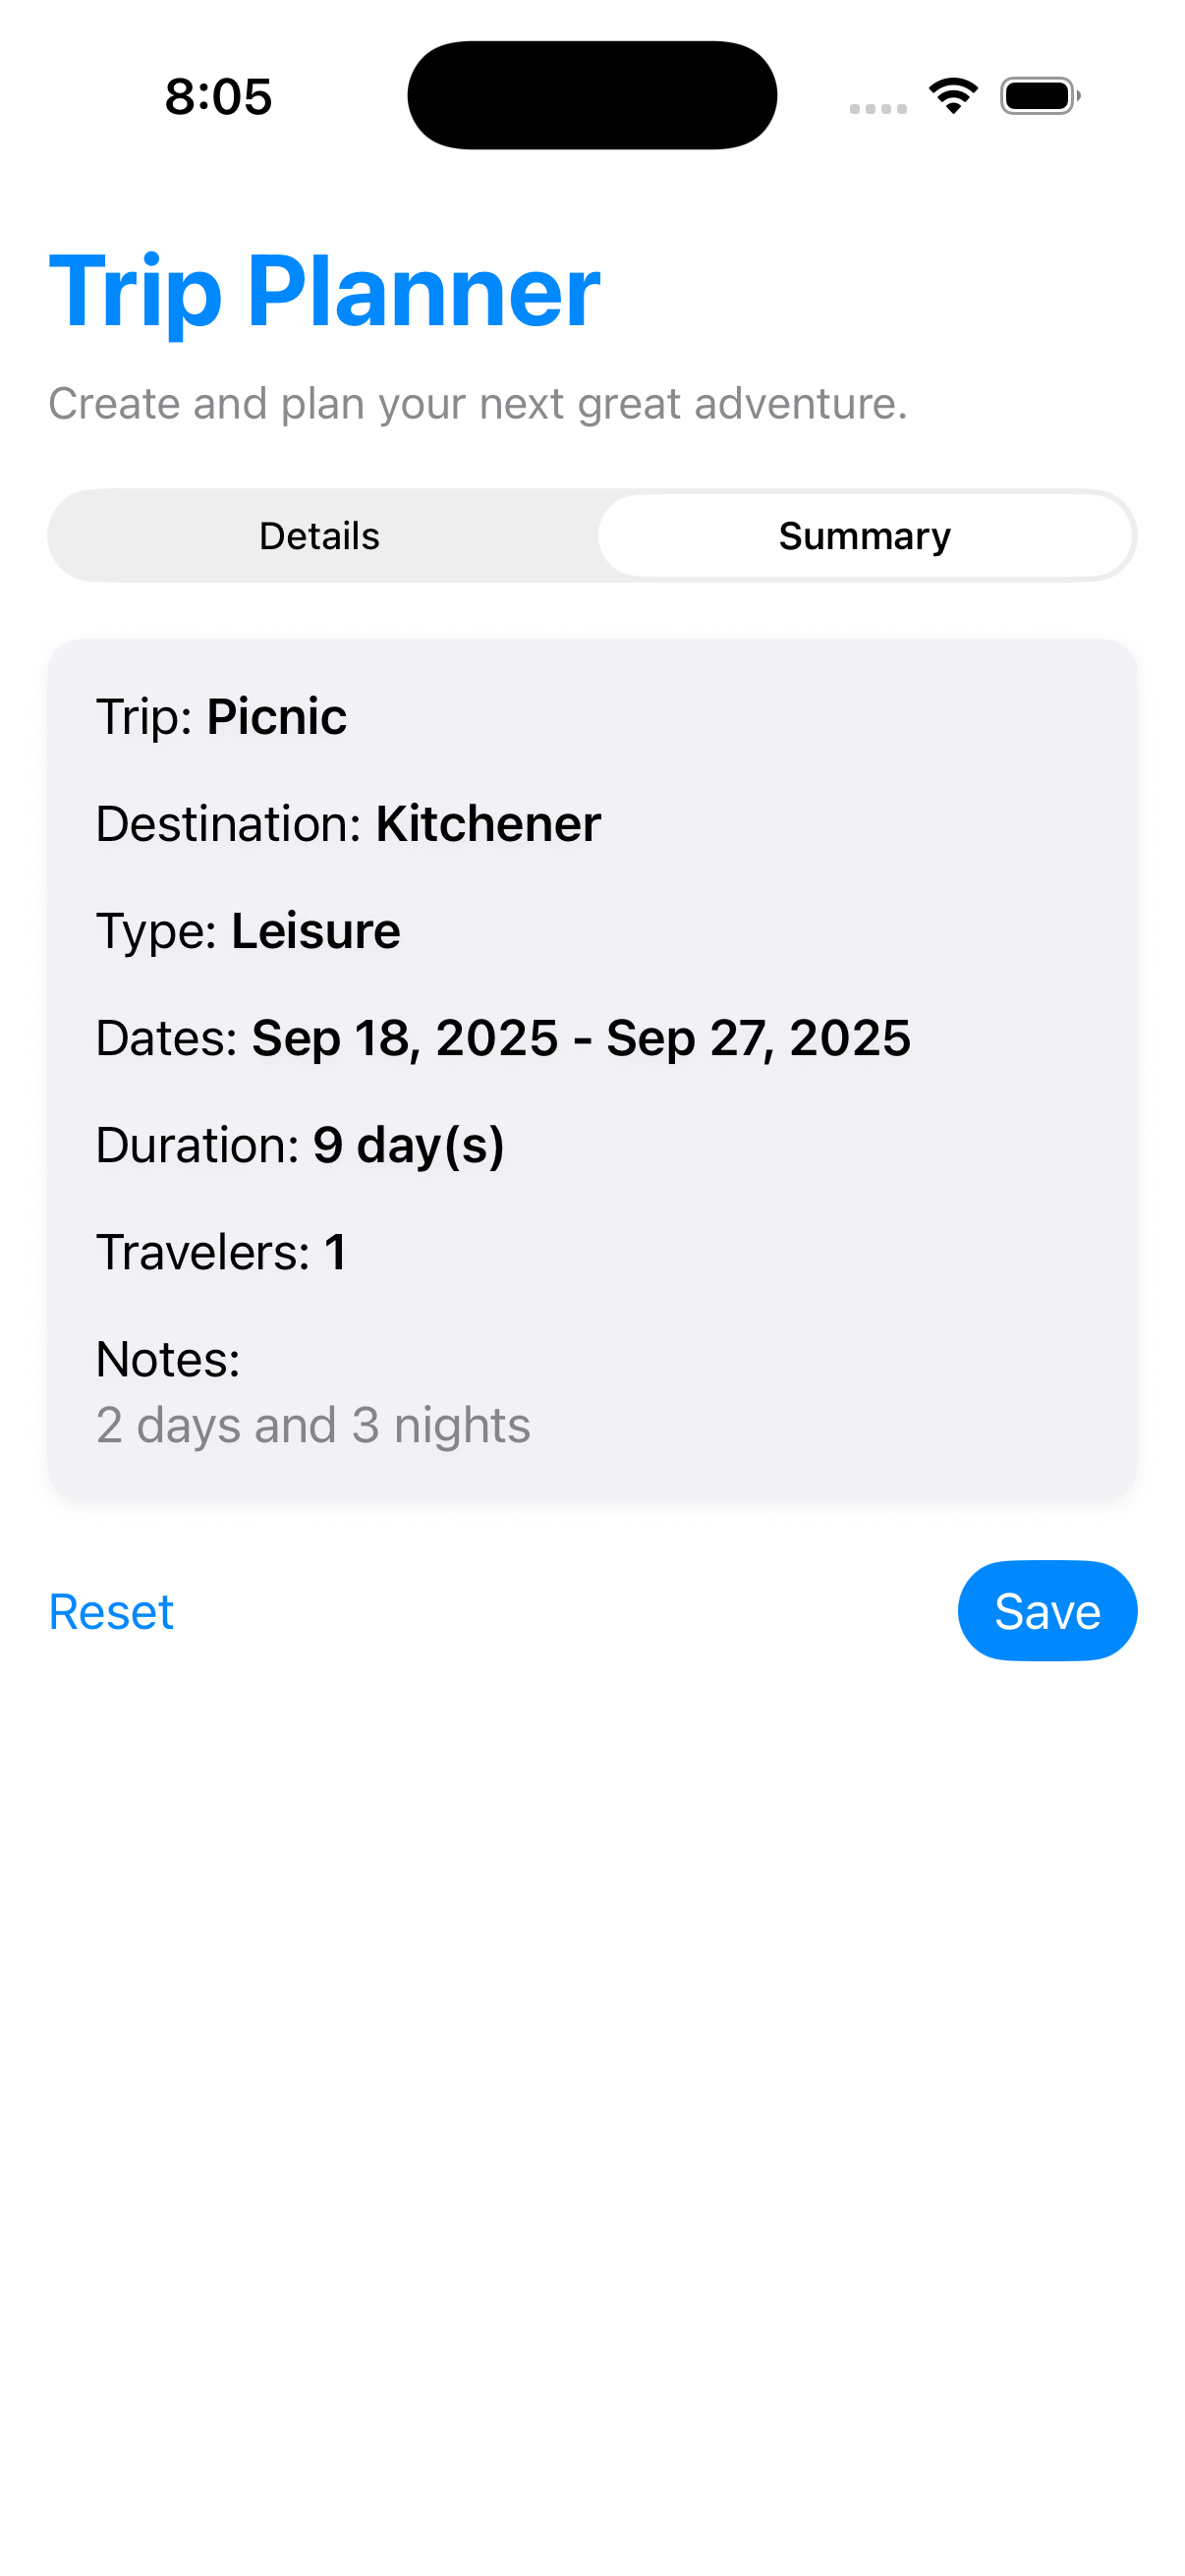 8:05
Trip Planner
Create and plan your next great adventure.
Details
Summary
Trip: Picnic
Destination: Kitchener
Type: Leisure
Dates: Sep 18, 2025 - Sep 27, 2025
Duration: 9 day(s)
Travelers: 1
Notes:
2 days and 3 nights
Reset
Save